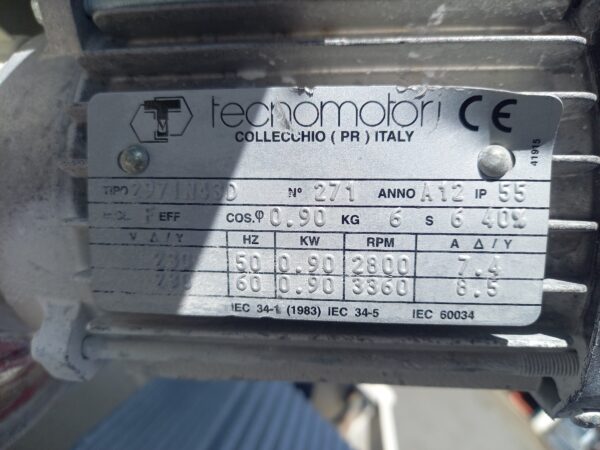 TM tecnomotori CE
COLLECCHIO ( PR ) ITALY
41915
TIPO N° 271 ANNO A12 IP 55
F EFF COS.φ 0.90 KG 6 S 6 40%
V Δ / Y HZ KW RPM A Δ / Y
230 50 0.90 2800 7.4
60 0.90 3360 8.5
IEC 34-1 (1983) IEC 34-5 IEC 60034